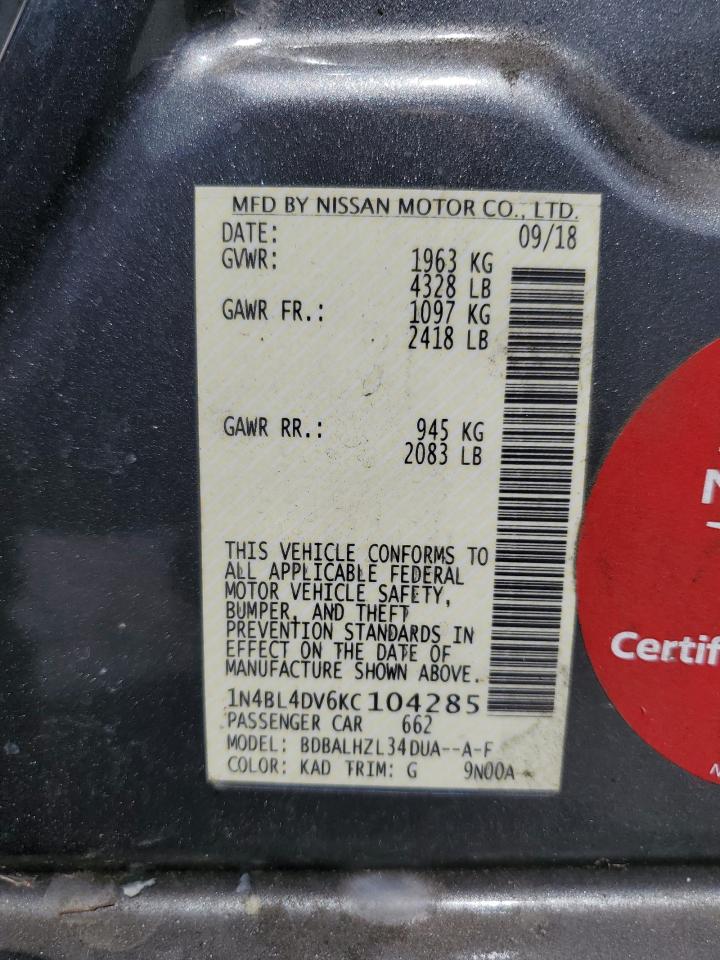 MFD BY NISSAN MOTOR CO., LTD.
DATE: 09/18
GVWR: 1963 KG
4328 LB
GAWR FR.: 1097 KG
2418 LB
GAWR RR.: 945 KG
2083 LB
THIS VEHICLE CONFORMS TO
ALL APPLICABLE FEDERAL
MOTOR VEHICLE SAFETY,
BUMPER, AND THEFT
PREVENTION STANDARDS IN
EFFECT ON THE DATE OF
MANUFACTURE SHOWN ABOVE.
1N4BL4DV6KC104285
PASSENGER CAR 662
MODEL: BDBALHZL34DUA--A-F
COLOR: KAD TRIM: G 9N00A
Certif